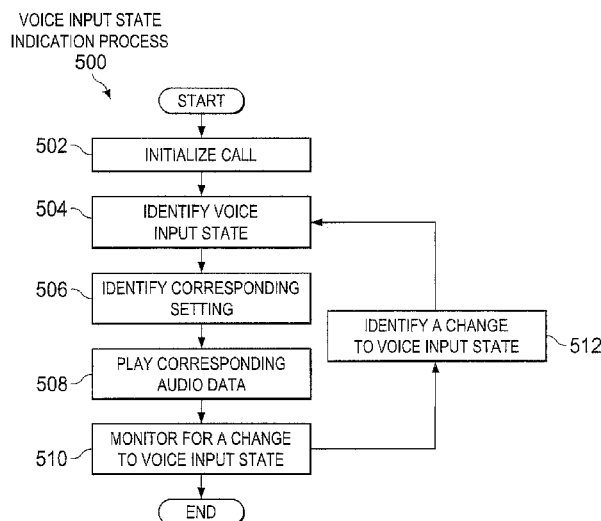 VOICE INPUT STATE
INDICATION PROCESS
500
START
502
INITIALIZE CALL
504
IDENTIFY VOICE
INPUT STATE
506
IDENTIFY CORRESPONDING
SETTING
508
PLAY CORRESPONDING
AUDIO DATA
510
MONITOR FOR A CHANGE
TO VOICE INPUT STATE
IDENTIFY A CHANGE
TO VOICE INPUT STATE
512
END